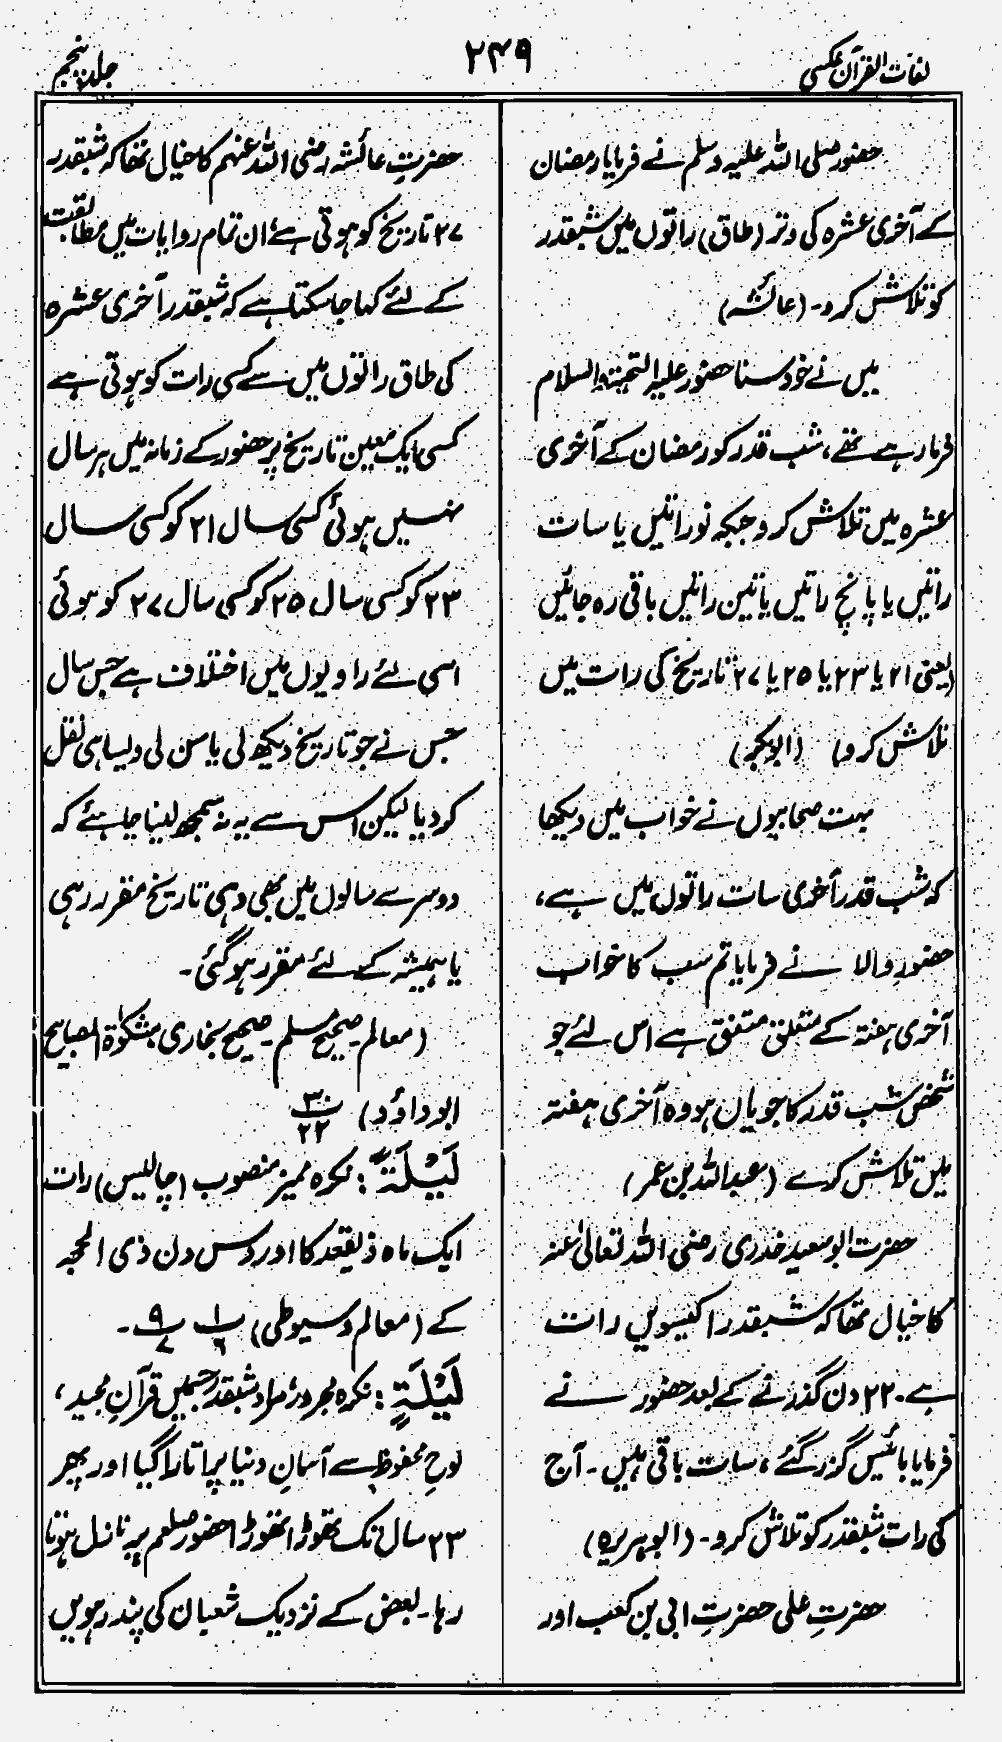 لغات القرآن عکسی
۲۴۹
جلد پنجم
حضور صلی اللہ علیہ وسلم نے فرمایا رمضان
کے آخری عشرہ کی وتر (طاق) راتوں میں شبقدر
کو تلاش کرو۔ (عائشہ)
میں نے خود سنا حضور علیہ التحیۃ والسلام
فرما رہے تھے، شب قدر کو رمضان کے آخری
عشرہ میں تلاش کرو جبکہ نو راتیں یا سات
راتیں یا پانچ راتیں یا تین راتیں باقی رہ جائیں
(یعنی ۲۱ یا ۲۳ یا ۲۵ یا ۲۷ تاریخ کی رات میں
تلاش کرو) (ابوبکر)
بہت صحابیوں نے خواب میں دیکھا
کہ شب قدر آخری سات راتوں میں ہے،
حضور والا نے فرمایا تم سب کا خواب
آخری ہفتہ کے متعلق متفق ہے اس لئے جو
شخص شب قدر کا جویاں ہو وہ آخری ہفتہ
میں تلاش کرے (عبداللہ بن عمر)
حضرت ابوسعید خدری رضی اللہ تعالیٰ عنہ
کا خیال تھا کہ شبقدر اکیسویں رات
ہے۔ ۲۲ دن گذرنے کے بعد حضور نے
فرمایا بائیس گزر گئے، سات باقی ہیں۔ آج
کی رات شبقدر کو تلاش کرو۔ (ابوہریرہ)
حضرتِ علی حضرتِ ابی بن کعب اور
حضرتِ عائشہ رضی اللہ عنہم کا خیال تھا کہ شبقدر
۲۷ تاریخ کو ہوتی ہے ان تمام روایات میں مطابقت
کے لئے کہا جا سکتا ہے کہ شبقدر آخری عشرہ
کی طاق راتوں میں سے کسی رات کو ہوتی ہے
کسی ایک معین تاریخ پر حضور کے زمانہ میں ہر سال
نہیں ہوئی کسی سال ۲۱ کو کسی سال
۲۳ کو کسی سال ۲۵ کو کسی سال ۲۷ کو ہوئی
اسی لئے راویوں میں اختلاف ہے جس سال
جس نے جو تاریخ دیکھ لی یا سن لی ویسا ہی نقل
کر دیا لیکن اس سے یہ نہ سمجھ لینا چاہئے کہ
دوسرے سالوں میں بھی وہی تاریخ مقرر رہی
یا ہمیشہ کے لئے مقرر ہوگئی۔
(معالم۔ صحیح مسلم۔ صحیح بخاری، مشکوٰۃ المصابیح
ابوداؤد) ۳۰ / ۲۲
لَیْلَۃً: نکرہ ممیز منصوب (چالیس) رات
ایک ماہ ذیقعد کا اور دس دن ذی الحجہ
کے (معالم و سیوطی) ۱ / ۶ ۹ / ۷۔
لَیْلَۃٍ: نکرہ مجرور، مراد شبقدر جس میں قرآنِ مجید،
لوحِ محفوظ سے آسمانِ دنیا پر اتارا گیا اور پھر
۲۳ سال تک تھوڑا تھوڑا حضور صلعم پر نازل ہوتا
رہا۔ بعض کے نزدیک شعبان کی پندرہویں